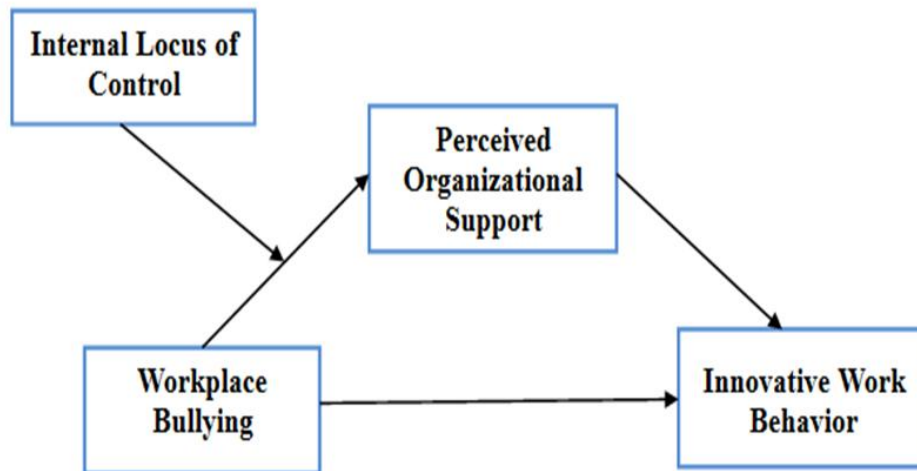 Internal Locus of
Control
Perceived
Organizational
Support
Workplace
Bullying
Innovative Work
Behavior